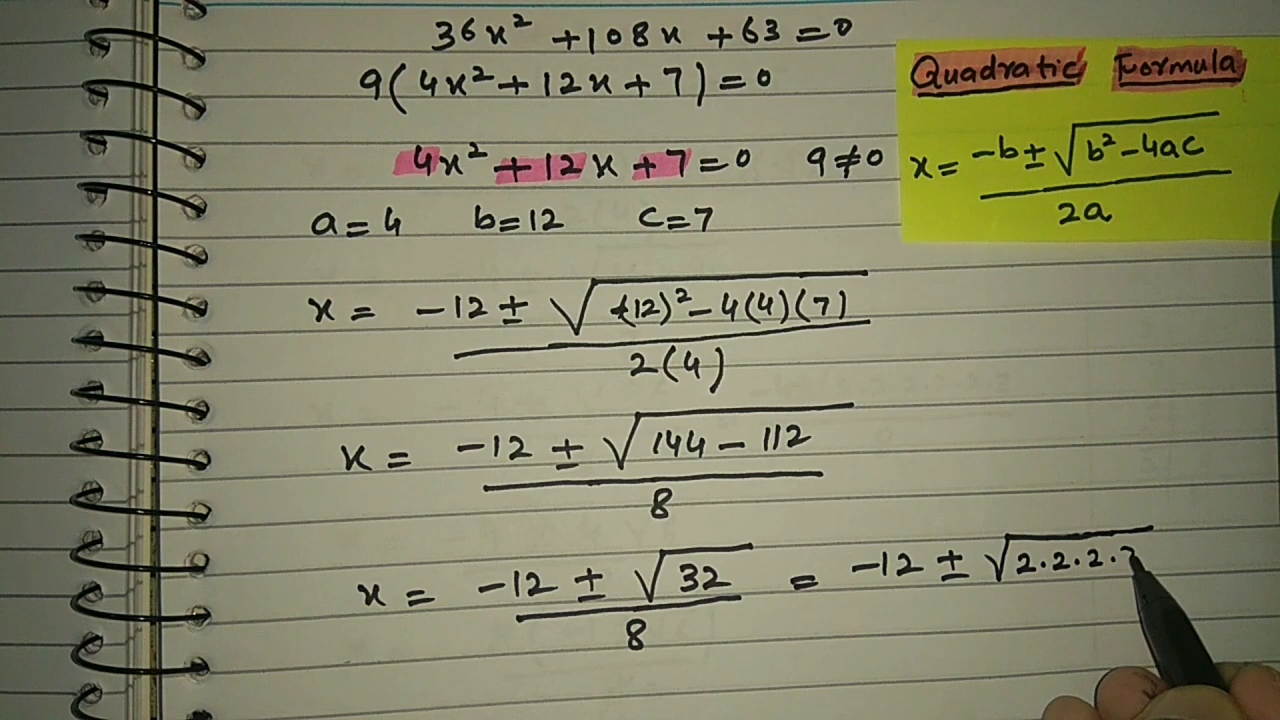 36x² + 108x + 63 = 0
9(4x² + 12x + 7) = 0
4x² + 12x + 7 = 0 9 ≠ 0
a = 4 b = 12 c = 7
x = (-12 ± √((12)² - 4(4)(7))) / 2(4)
x = (-12 ± √(144 - 112)) / 8
x = (-12 ± √32) / 8 = -12 ± √2·2·2·
Quadratic Formula
x = (-b ± √(b² - 4ac)) / 2a